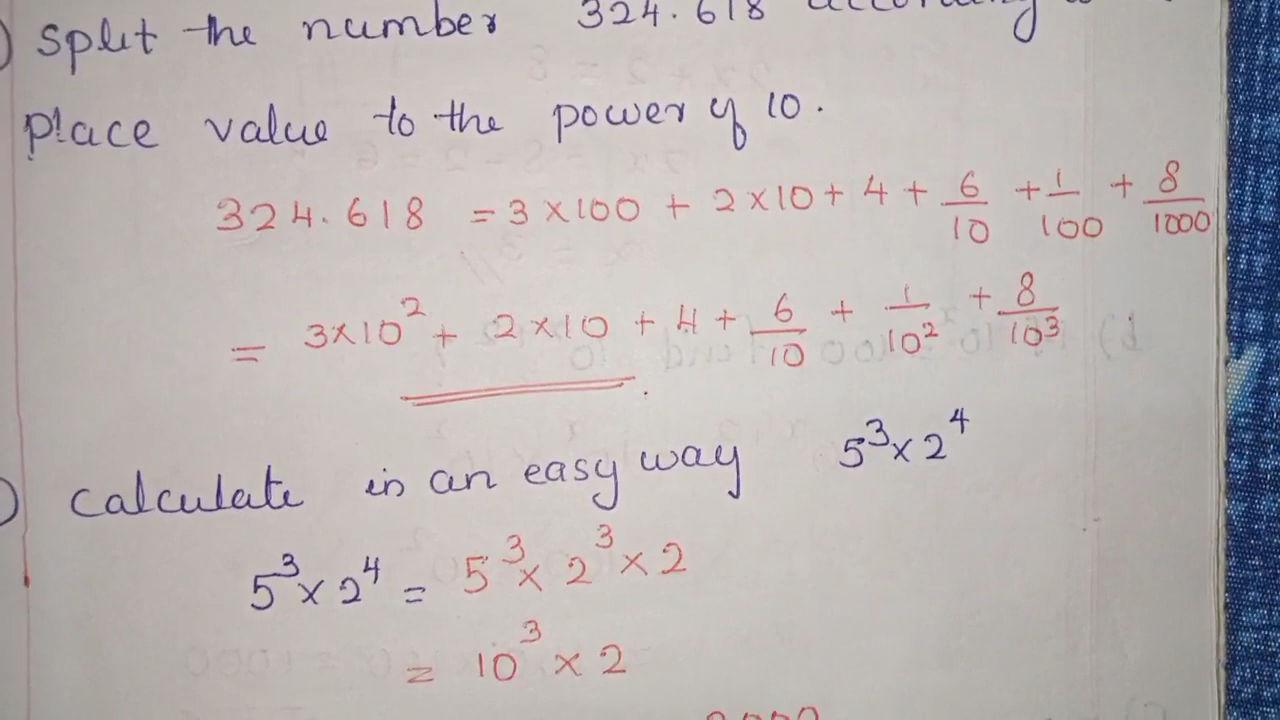 ) split the number 324.618 according
place value to the power of 10.
324.618 = 3×100 + 2×10 + 4 + 6/10 + 1/100 + 8/1000
= 3×10² + 2×10 + 4 + 6/10 + 1/10² + 8/10³
) calculate in an easy way 5³×2⁴
5³×2⁴ = 5³×2³×2
= 10³×2